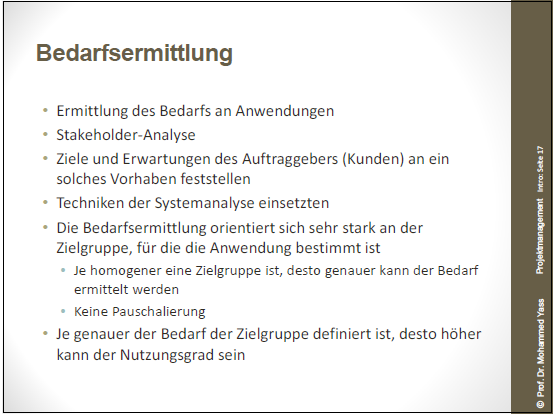 Bedarfsermittlung
• Ermittlung des Bedarfs an Anwendungen
• Stakeholder-Analyse
• Ziele und Erwartungen des Auftraggebers (Kunden) an ein
solches Vorhaben feststellen
• Techniken der Systemanalyse einsetzten
• Die Bedarfsermittlung orientiert sich sehr stark an der
Zielgruppe, für die die Anwendung bestimmt ist
• Je homogener eine Zielgruppe ist, desto genauer kann der Bedarf
ermittelt werden
• Keine Pauschalierung
• Je genauer der Bedarf der Zielgruppe definiert ist, desto höher
kann der Nutzungsgrad sein
© Prof. Dr. Mohammed Yass Projektmanagement Intro: Seite 17